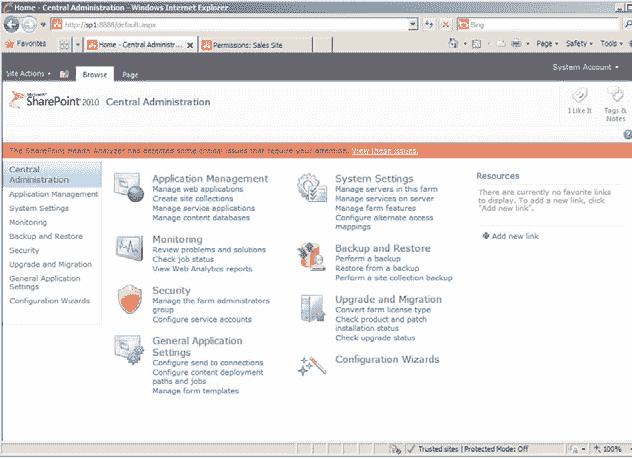 Home - Central Administration - Windows Internet Explorer
http://sp1:8888/default.aspx
Bing
Favorites
Home - Central Administr...
Permissions: Sales Site
Page
Safety
Tools
Site Actions
Browse
Page
System Account
Microsoft
SharePoint 2010
Central Administration
I Like It
Tags &
Notes
The SharePoint Health Analyzer has detected some critical issues that require your attention. View these issues.
Central
Administration
Application Management
System Settings
Monitoring
Backup and Restore
Security
Upgrade and Migration
General Application
Settings
Configuration Wizards
Application Management
Manage web applications
Create site collections
Manage service applications
Manage content databases
Monitoring
Review problems and solutions
Check job status
View Web Analytics reports
Security
Manage the farm administrators
group
Configure service accounts
General Application
Settings
Configure send to connections
Configure content deployment
paths and jobs
Manage form templates
System Settings
Manage servers in this farm
Manage services on server
Manage farm features
Configure alternate access
mappings
Backup and Restore
Perform a backup
Restore from a backup
Perform a site collection backup
Upgrade and Migration
Convert farm license type
Check product and patch
installation status
Check upgrade status
Configuration Wizards
Resources
There are currently no favorite links
to display. To add a new link, click
"Add new link".
Add new link
Trusted sites | Protected Mode: Off
100%